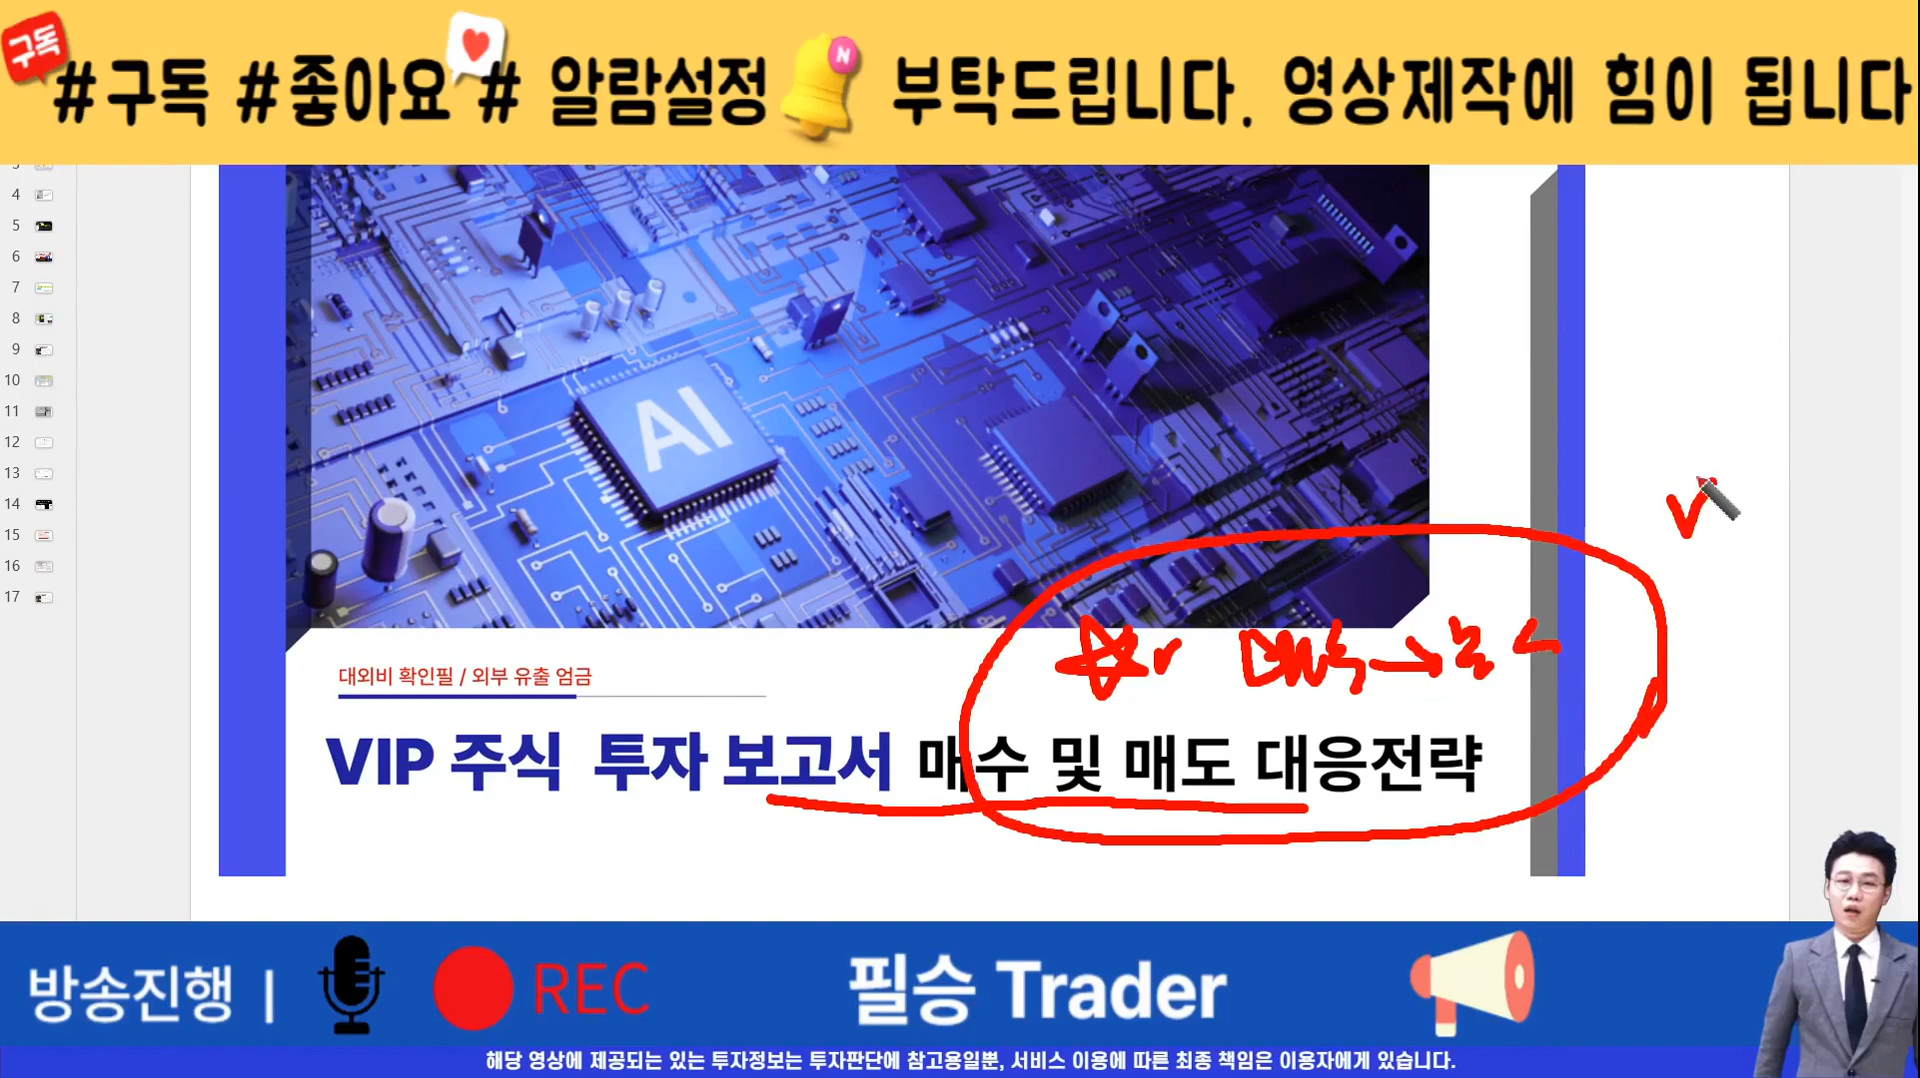 구독
#구독 #좋아요 # 알람설정 N 부탁드립니다. 영상제작에 힘이 됩니다
4
5
6
7
8
9
10
11
12
13
14
15
16
17
AI
대외비 확인필 / 외부 유출 엄금
VIP 주식 투자 보고서 매수 및 매도 대응전략
방송진행 | REC 필승 Trader
해당 영상에 제공되는 있는 투자정보는 투자판단에 참고용일뿐, 서비스 이용에 따른 최종 책임은 이용자에게 있습니다.